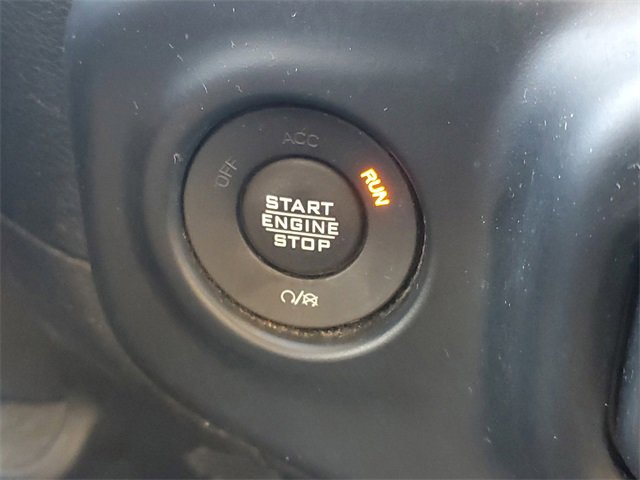 OFF ACC RUN
START
ENGINE
STOP